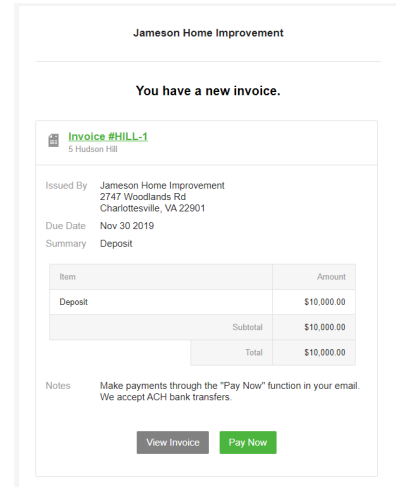 Jameson Home Improvement
You have a new invoice.
Invoice #HILL-1
5 Hudson Hill
Issued By Jameson Home Improvement
2747 Woodlands Rd
Charlottesville, VA 22901
Due Date Nov 30 2019
Summary Deposit
Item Amount
Deposit $10,000.00
Subtotal $10,000.00
Total $10,000.00
Notes Make payments through the "Pay Now" function in your email.
We accept ACH bank transfers.
View Invoice Pay Now